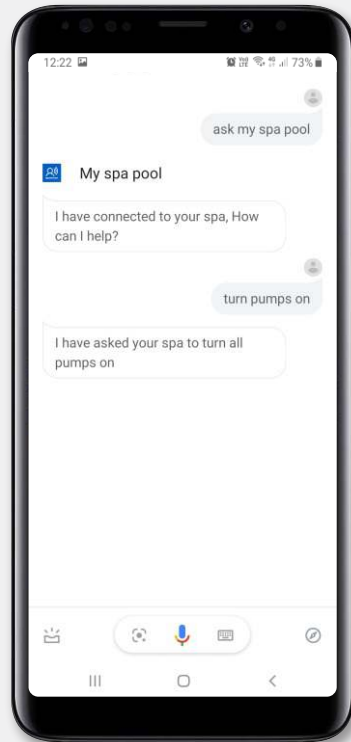 12:22 73%
ask my spa pool
My spa pool
I have connected to your spa, How
can I help?
turn pumps on
I have asked your spa to turn all
pumps on